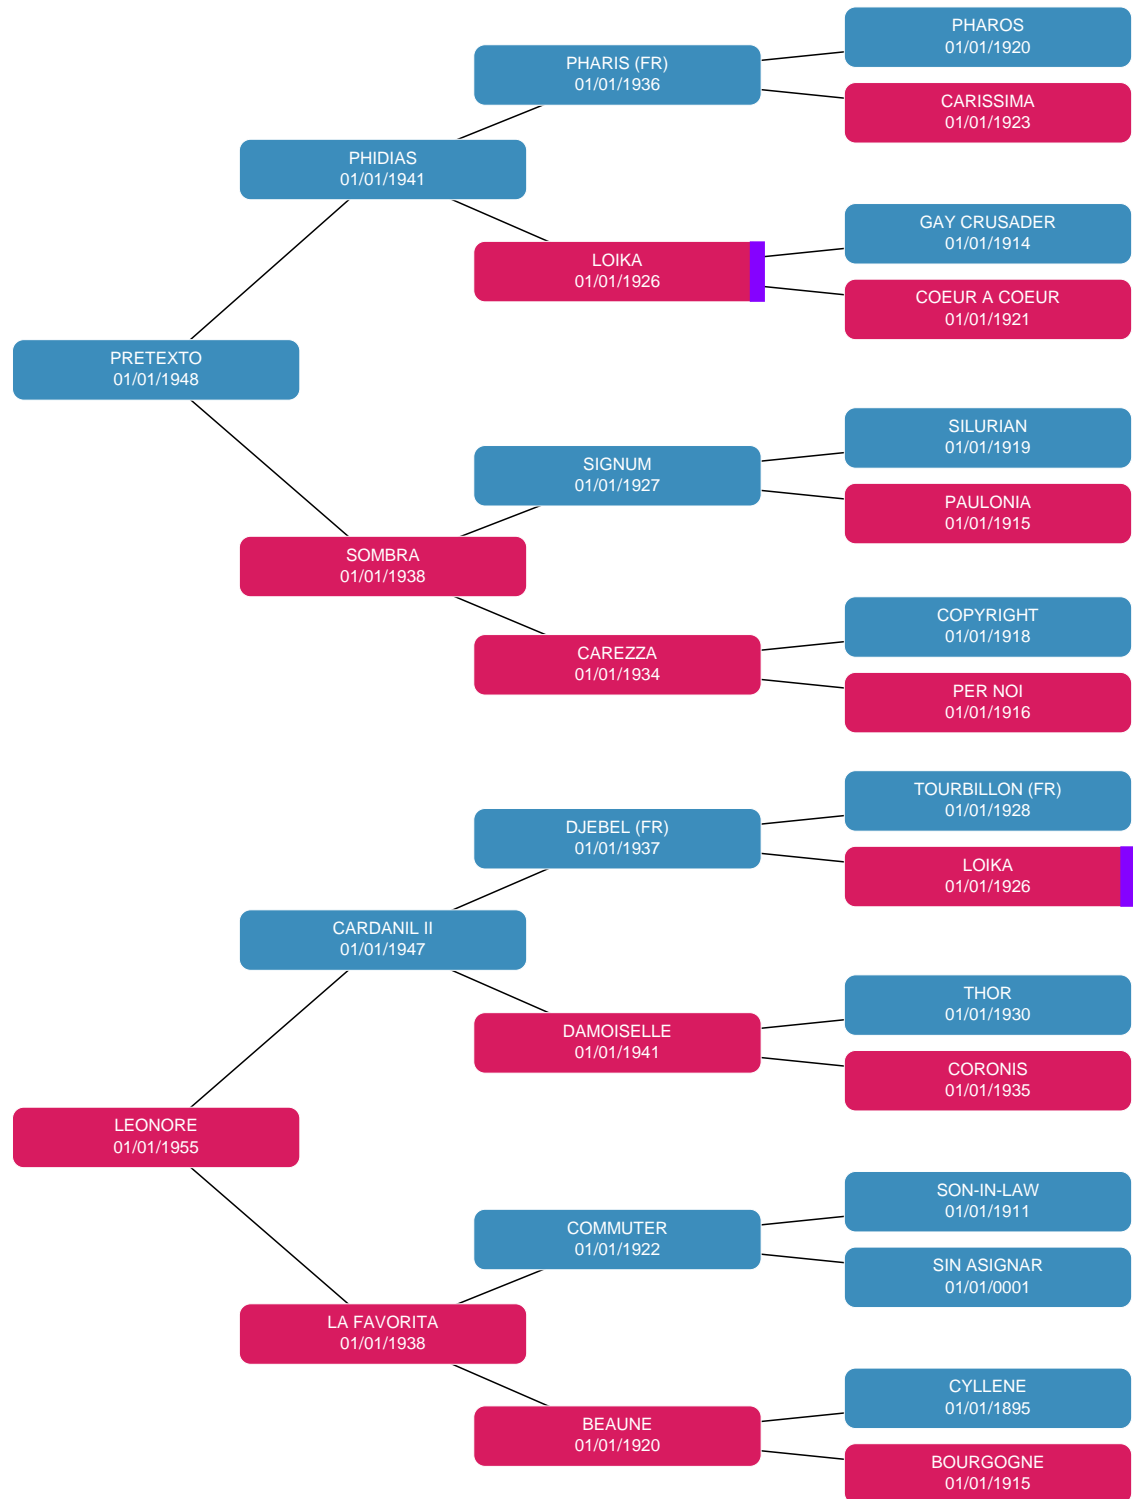 PHAROS
01/01/1920
PHARIS (FR)
01/01/1936
CARISSIMA
01/01/1923
PHIDIAS
01/01/1941
GAY CRUSADER
01/01/1914
LOIKA
01/01/1926
COEUR A COEUR
01/01/1921
PRETEXTO
01/01/1948
SILURIAN
01/01/1919
SIGNUM
01/01/1927
PAULONIA
01/01/1915
SOMBRA
01/01/1938
COPYRIGHT
01/01/1918
CAREZZA
01/01/1934
PER NOI
01/01/1916
TOURBILLON (FR)
01/01/1928
DJEBEL (FR)
01/01/1937
LOIKA
01/01/1926
CARDANIL II
01/01/1947
THOR
01/01/1930
DAMOISELLE
01/01/1941
CORONIS
01/01/1935
LEONORE
01/01/1955
SON-IN-LAW
01/01/1911
COMMUTER
01/01/1922
SIN ASIGNAR
01/01/0001
LA FAVORITA
01/01/1938
CYLLENE
01/01/1895
BEAUNE
01/01/1920
BOURGOGNE
01/01/1915